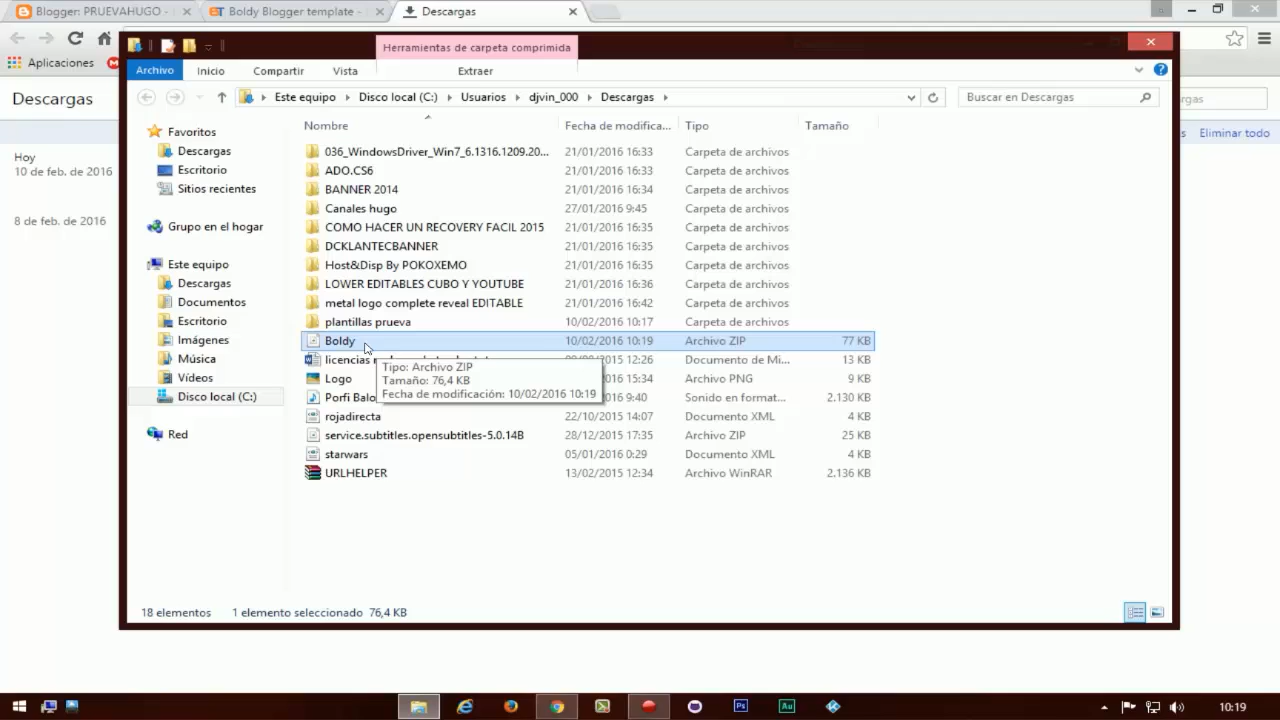 Blogger: PRUEVAHUGO -
Boldy Blogger template -
Descargas
Aplicaciones
Herramientas de carpeta comprimida
Archivo Inicio Compartir Vista Extraer
Este equipo Disco local (C:) Usuarios djvin_000 Descargas
Buscar en Descargas
Descargas
Eliminar todo
Hoy
10 de feb. de 2016
8 de feb. de 2016
Favoritos
Descargas
Escritorio
Sitios recientes
Grupo en el hogar
Este equipo
Descargas
Documentos
Escritorio
Imágenes
Música
Vídeos
Disco local (C:)
Red
Nombre Fecha de modifica... Tipo Tamaño
036_WindowsDriver_Win7_6.1316.1209.20... 21/01/2016 16:33 Carpeta de archivos
ADO.CS6 21/01/2016 16:33 Carpeta de archivos
BANNER 2014 21/01/2016 16:34 Carpeta de archivos
Canales hugo 27/01/2016 9:45 Carpeta de archivos
COMO HACER UN RECOVERY FACIL 2015 21/01/2016 16:35 Carpeta de archivos
DCKLANTECBANNER 21/01/2016 16:35 Carpeta de archivos
Host&Disp By POKOXEMO 21/01/2016 16:35 Carpeta de archivos
LOWER EDITABLES CUBO Y YOUTUBE 21/01/2016 16:36 Carpeta de archivos
metal logo complete reveal EDITABLE 21/01/2016 16:42 Carpeta de archivos
plantillas prueva 10/02/2016 10:17 Carpeta de archivos
Boldy 10/02/2016 10:19 Archivo ZIP 77 KB
licencias 12:26 Documento de Mi... 13 KB
Logo 15:34 Archivo PNG 9 KB
Porfi 9:40 Sonido en format... 2.130 KB
rojadirecta 22/10/2015 14:07 Documento XML 4 KB
service.subtitles.opensubtitles-5.0.14B 28/12/2015 17:35 Archivo ZIP 25 KB
starwars 05/01/2016 0:29 Documento XML 4 KB
URLHELPER 13/02/2015 12:34 Archivo WinRAR 2.136 KB
Tipo: Archivo ZIP
Tamaño: 76,4 KB
Fecha de modificación: 10/02/2016 10:19
18 elementos 1 elemento seleccionado 76,4 KB
10:19